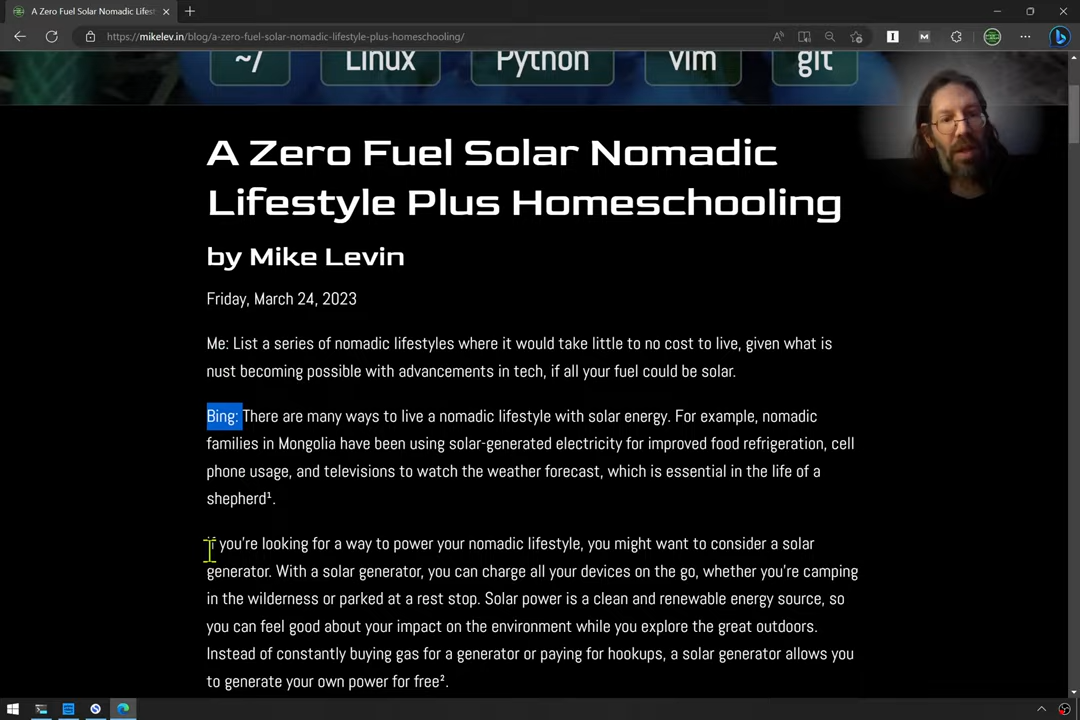 A Zero Fuel Solar Nomadic Lifest
https://mikelev.in/blog/a-zero-fuel-solar-nomadic-lifestyle-plus-homeschooling/
~/ Linux Python vim git
A Zero Fuel Solar Nomadic
Lifestyle Plus Homeschooling
by Mike Levin
Friday, March 24, 2023
Me: List a series of nomadic lifestyles where it would take little to no cost to live, given what is
nust becoming possible with advancements in tech, if all your fuel could be solar.
Bing: There are many ways to live a nomadic lifestyle with solar energy. For example, nomadic
families in Mongolia have been using solar-generated electricity for improved food refrigeration, cell
phone usage, and televisions to watch the weather forecast, which is essential in the life of a
shepherd¹.
If you're looking for a way to power your nomadic lifestyle, you might want to consider a solar
generator. With a solar generator, you can charge all your devices on the go, whether you're camping
in the wilderness or parked at a rest stop. Solar power is a clean and renewable energy source, so
you can feel good about your impact on the environment while you explore the great outdoors.
Instead of constantly buying gas for a generator or paying for hookups, a solar generator allows you
to generate your own power for free².